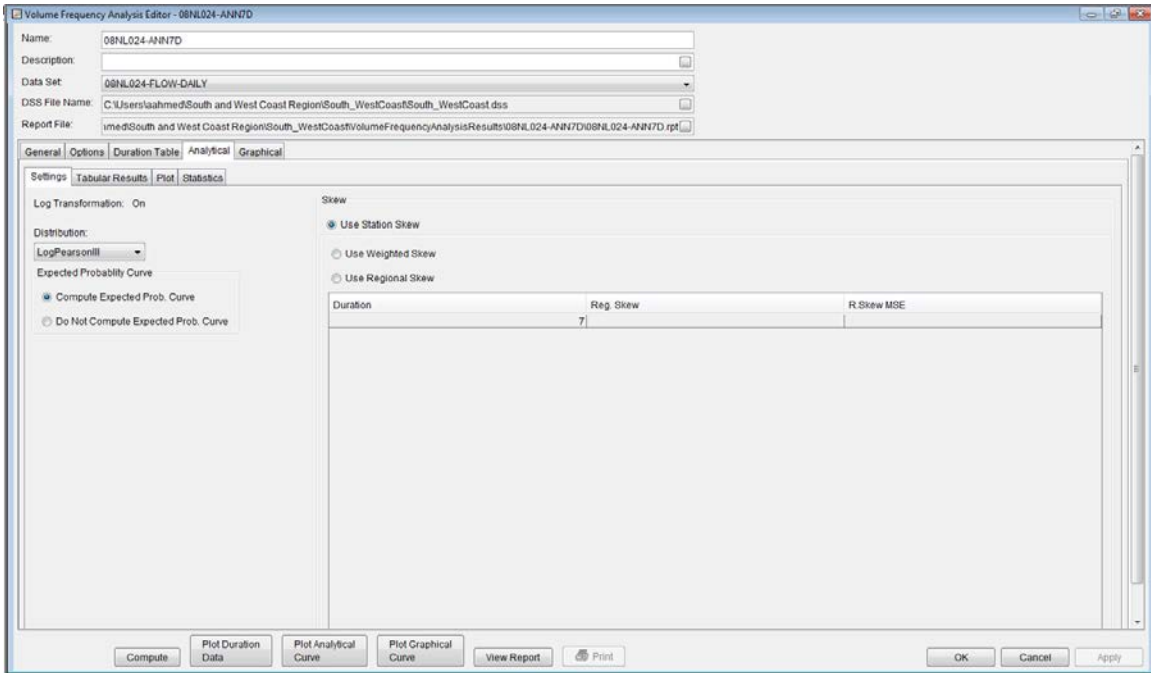 Volume Frequency Analysis Editor - 08NL024-ANN7D
Name: 08NL024-ANN7D
Description:
Data Set: 08NL024-FLOW-DAILY
DSS File Name: C:\Users\aahmed\South and West Coast Region\South_WestCoast\South_WestCoast.dss
Report File: ımed\South and West Coast Region\South_WestCoast\VolumeFrequencyAnalysisResults\08NL024-ANN7D\08NL024-ANN7D.rpt
General Options Duration Table Analytical Graphical
Settings Tabular Results Plot Statistics
Log Transformation: On
Distribution:
LogPearsonIII
Expected Probablity Curve
Compute Expected Prob. Curve
Do Not Compute Expected Prob. Curve
Skew
Use Station Skew
Use Weighted Skew
Use Regional Skew
Duration Reg. Skew R.Skew MSE
7
Compute Plot Duration Data Plot Analytical Curve Plot Graphical Curve View Report Print OK Cancel Apply